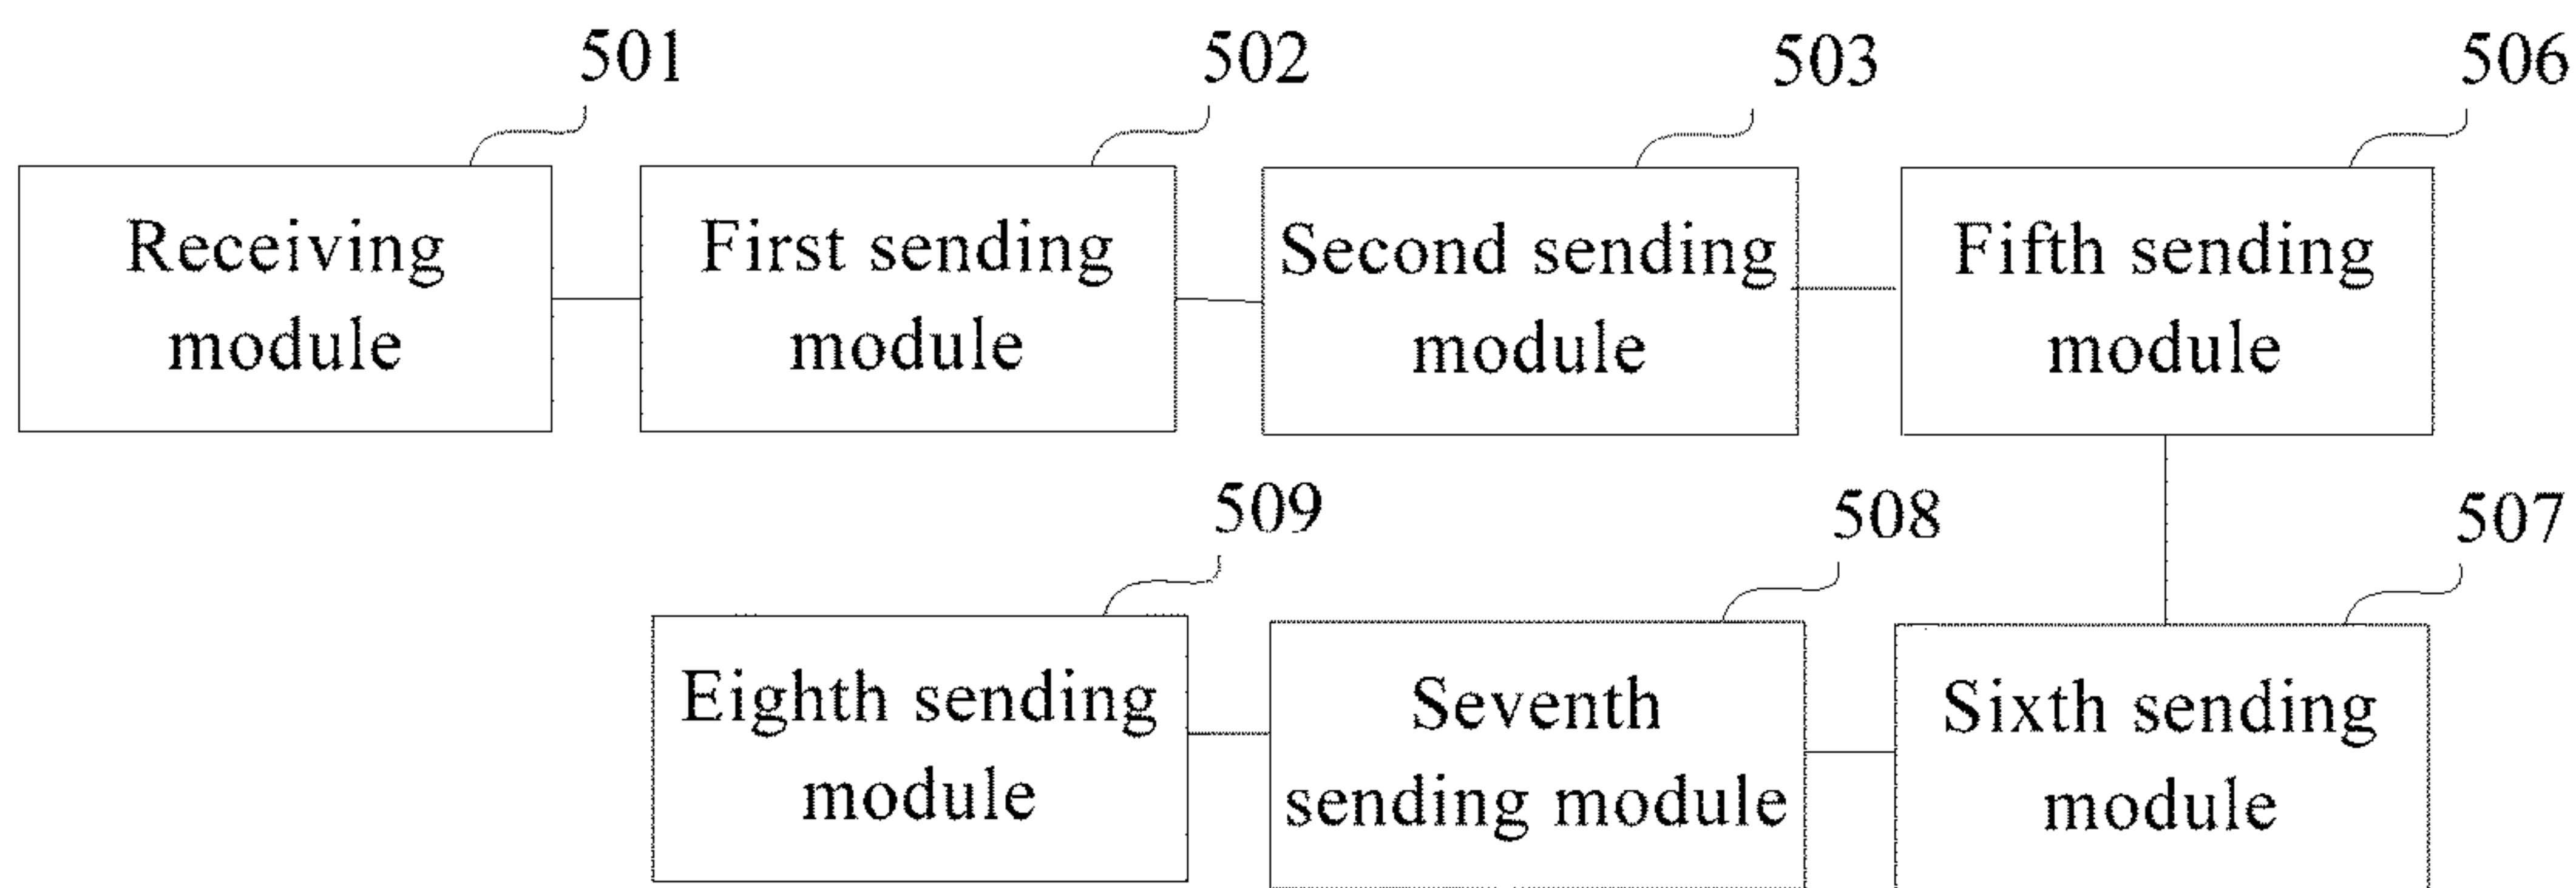 501
502
503
506
Receiving
module
First sending
module
Second sending
module
Fifth sending
module
509
508
507
Eighth sending
module
Seventh
sending module
Sixth sending
module